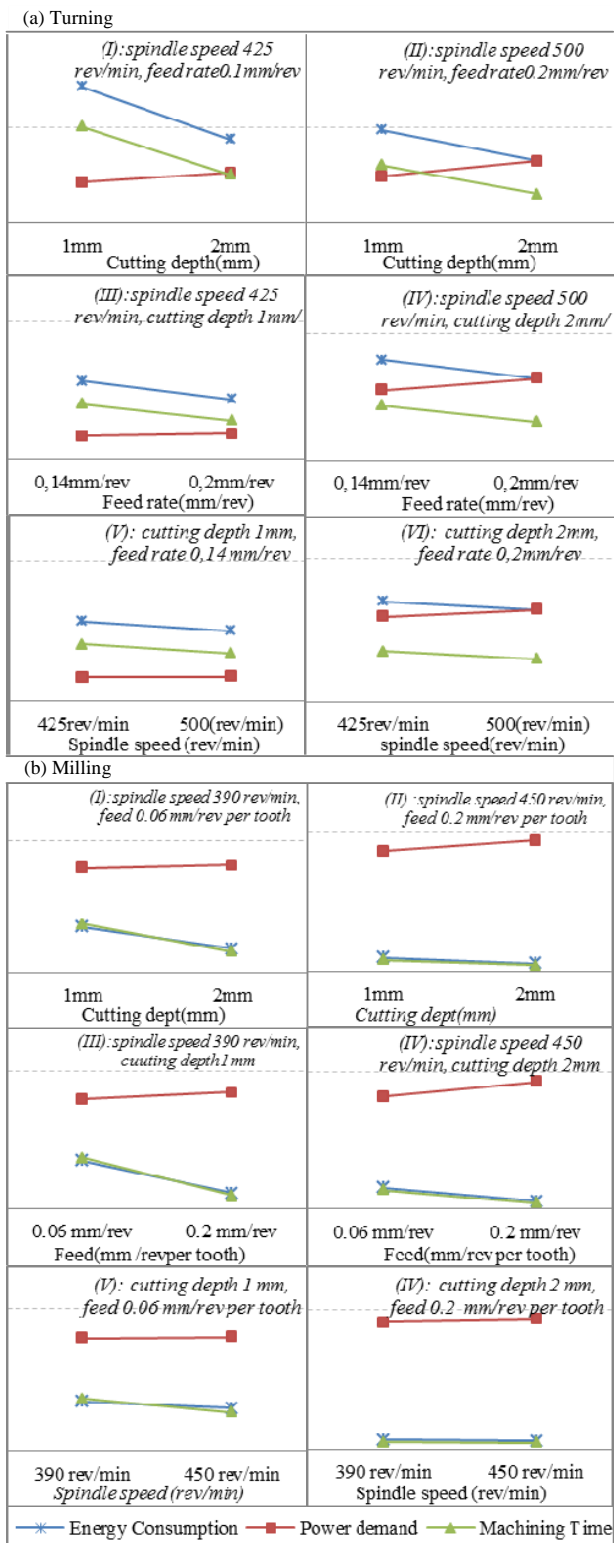 (a) Turning
(I):spindle speed 425
rev/min, feed rate0.1mm/rev
1mm 2mm
Cutting depth(mm)
(II):spindle speed 500
rev/min, feedrate0.2mm/rev
1mm 2mm
Cutting depth(mm)
(III):spindle speed 425
rev/min, cutting depth 1mm/
0,14mm/rev 0,2mm/rev
Feed rate(mm/rev)
(IV):spindle speed 500
rev/min, cutting depth 2mm/
0,14mm/rev 0,2mm/rev
Feed rate(mm/rev)
(V): cutting depth 1mm,
feed rate 0,14 mm/rev
425rev/min 500(rev/min)
Spindle speed (rev/min)
(VI): cutting depth 2mm,
feed rate 0,2mm/rev
425rev/min 500(rev/min)
spindle speed(rev/min)
(b) Milling
(I):spindle speed 390 rev/min,
feed 0.06 mm/rev per tooth
1mm 2mm
Cutting dept(mm)
(II) :spindle speed 450 rev/min,
feed 0.2 mm/rev per tooth
1mm 2mm
Cutting dept(mm)
(III):spindle speed 390 rev/min,
cuuting depth1mm
0.06 mm/rev 0.2 mm/rev
Feed(mm /revper tooth)
(IV):spindle speed 450
rev/min, cutting depth 2mm
0.06 mm/rev 0.2 mm/rev
Feed(mm/revper tooth)
(V): cutting depth 1 mm,
feed 0.06 mm/rev per tooth
390 rev/min 450 rev/min
Spindle speed (rev/min)
(IV): cutting depth 2 mm,
feed 0.2 mm/rev per tooth
390 rev/min 450 rev/min
Spindle speed (rev/min)
Energy Consumption Power demand Machining Time